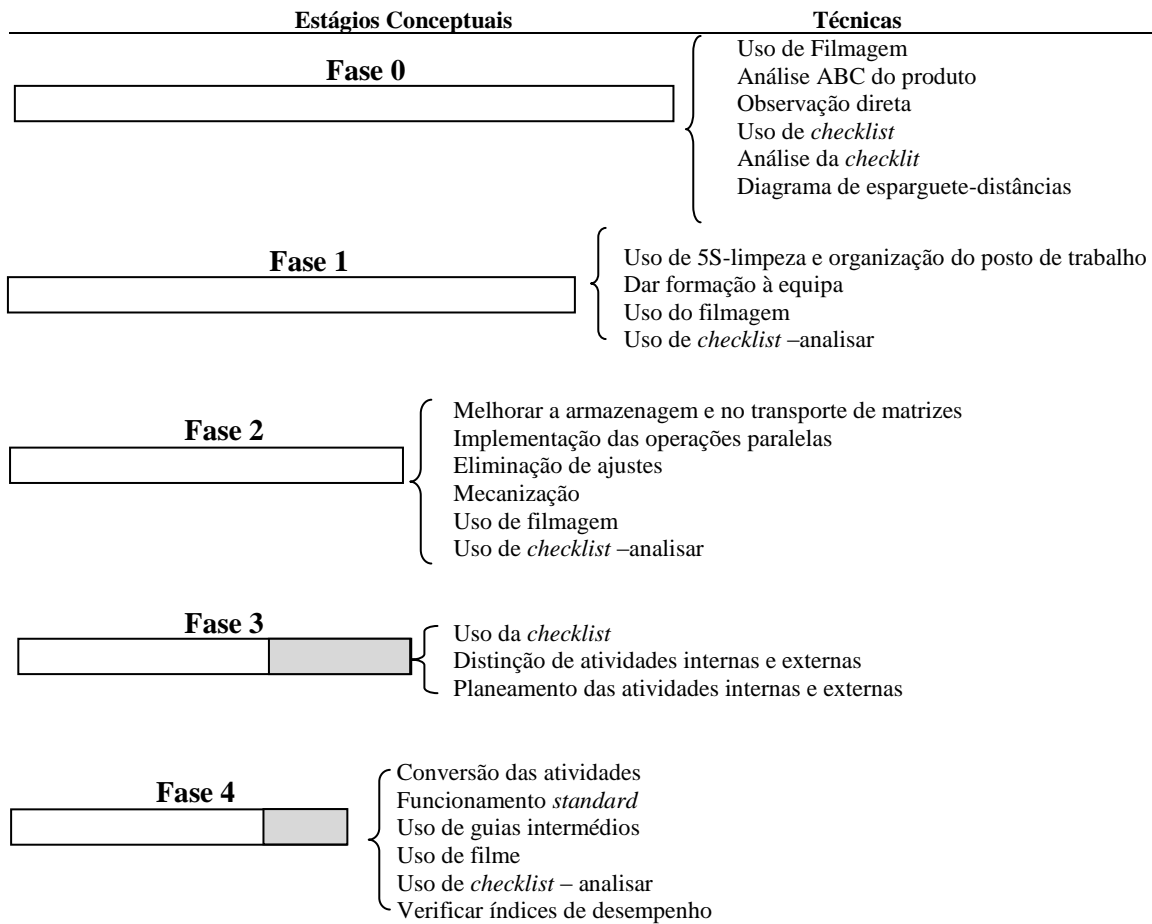 Estágios Conceptuais Técnicas
Fase 0
Uso de Filmagem
Análise ABC do produto
Observação direta
Uso de checklist
Análise da checklit
Diagrama de esparguete-distâncias
Fase 1
Uso de 5S-limpeza e organização do posto de trabalho
Dar formação à equipa
Uso do filmagem
Uso de checklist –analisar
Fase 2
Melhorar a armazenagem e no transporte de matrizes
Implementação das operações paralelas
Eliminação de ajustes
Mecanização
Uso de filmagem
Uso de checklist –analisar
Fase 3
Uso da checklist
Distinção de atividades internas e externas
Planeamento das atividades internas e externas
Fase 4
Conversão das atividades
Funcionamento standard
Uso de guias intermédios
Uso de filme
Uso de checklist – analisar
Verificar índices de desempenho